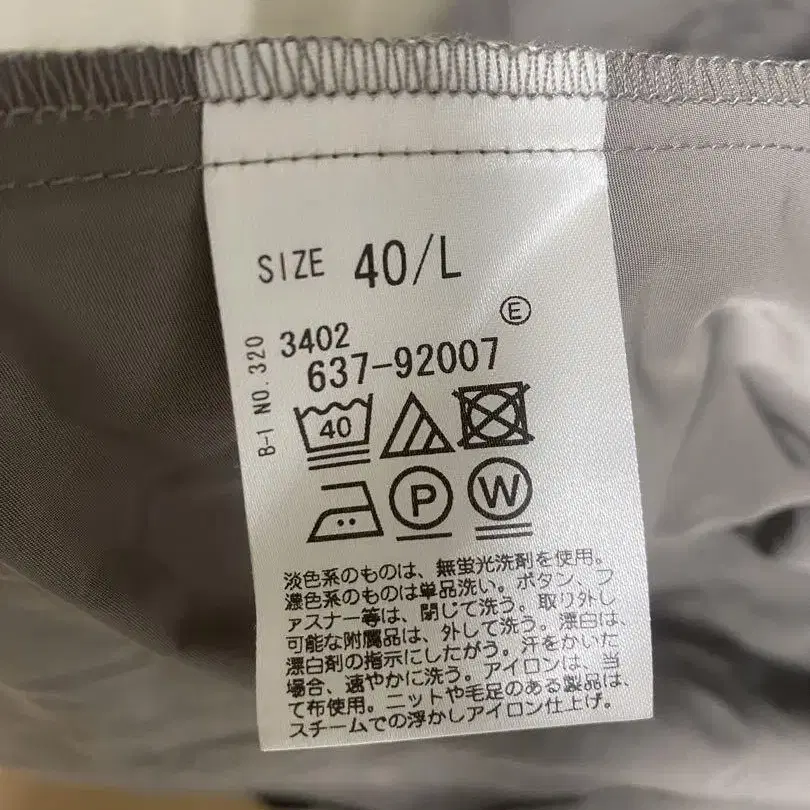 SIZE 40/L
E
B-I NO.320
3402
637-92007
40
P
W
淡色系のものは、無蛍光洗剤を使用。
濃色系のものは単品洗い。ボタン、フ
ァスナー等は、閉じて洗う。取り外し
可能な附属品は、外して洗う。漂白は、
漂白剤の指示にしたがう。汗をかいた
場合、速やかに洗う。アイロンは、当
て布使用。ニットや毛足のある製品は、
スチームでの浮かしアイロン仕上げ。